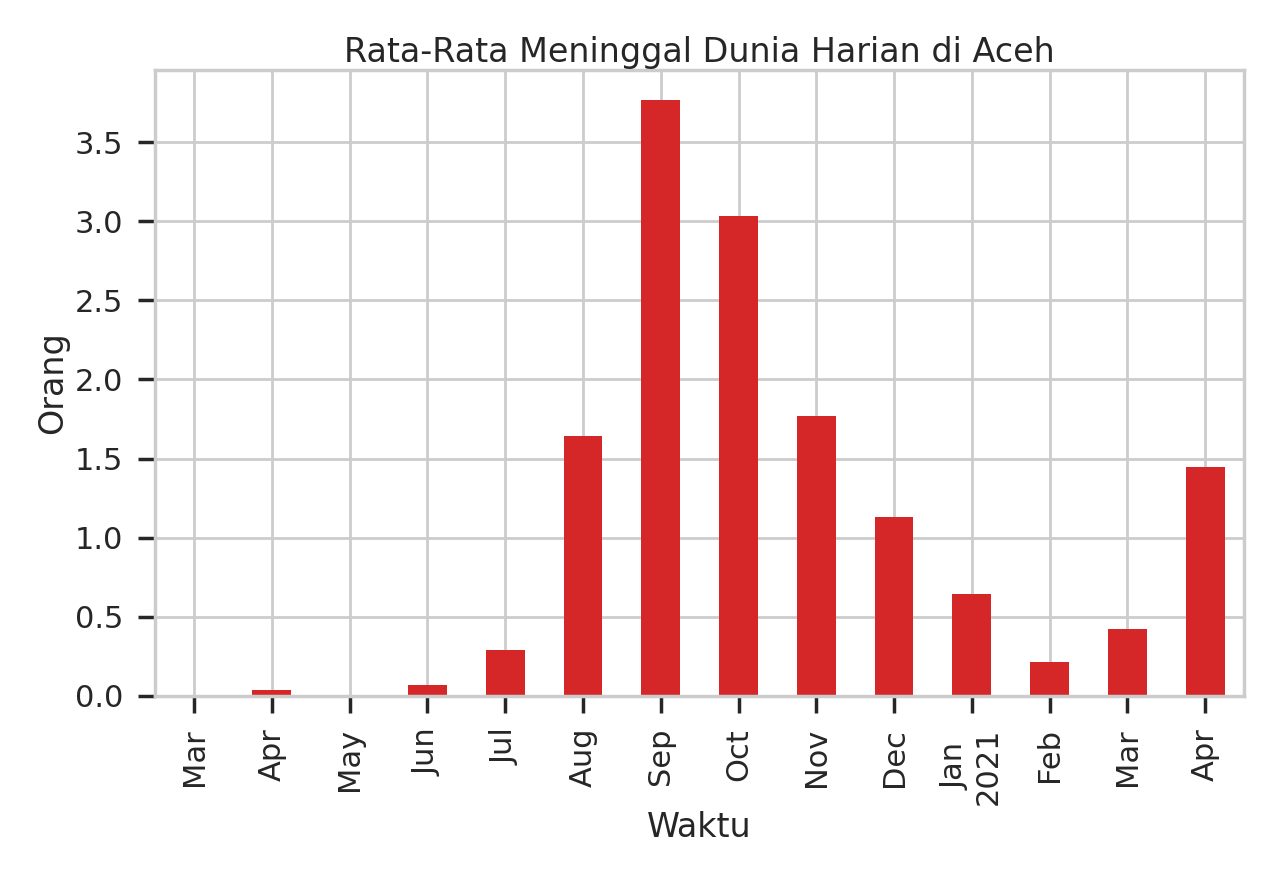 Rata-Rata Meninggal Dunia Harian di Aceh
Orang
3.5
3.0
2.5
2.0
1.5
1.0
0.5
0.0
Mar
Apr
May
Jun
Jul
Aug
Sep
Oct
Nov
Dec
Jan
2021
Feb
Mar
Apr
Waktu